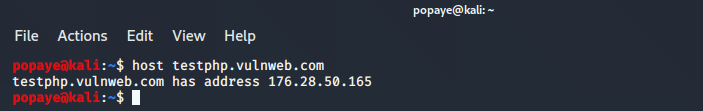 popaye@kali: ~
File Actions Edit View Help
popaye@kali:~$ host testphp.vulnweb.com
testphp.vulnweb.com has address 176.28.50.165
popaye@kali:~$